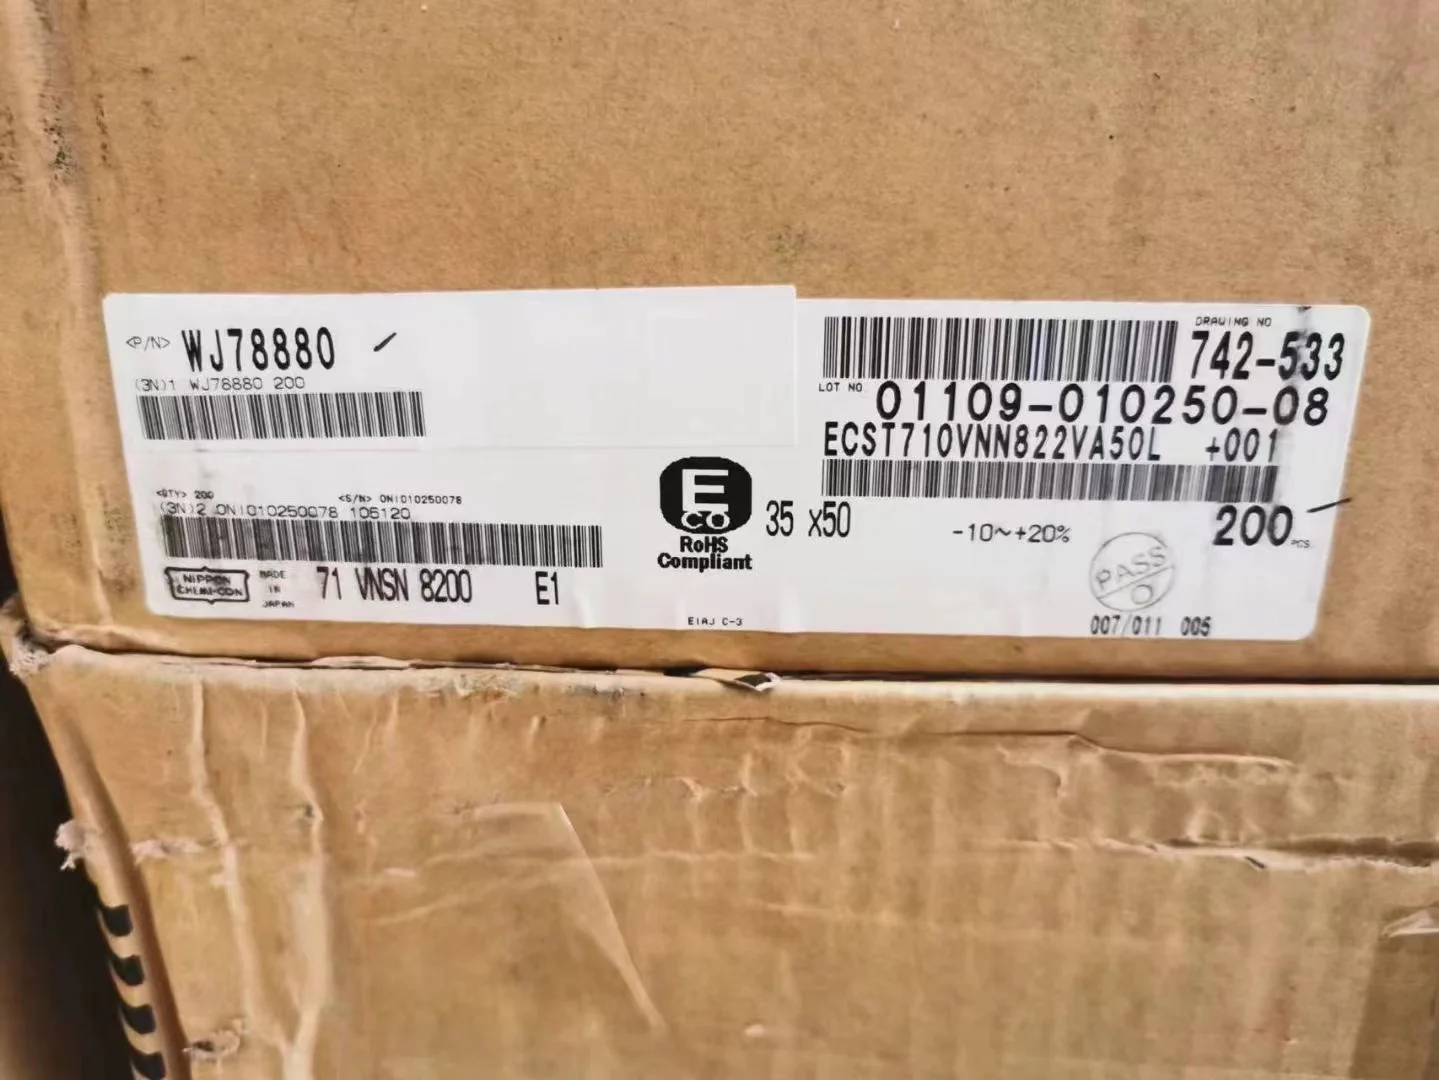 <P/N> WJ78880
(3N)1 WJ78880 200
<QTY> 200 <S/N> 0N1010250078
(3N)2 0N1010250078 106120
NIPPON
CHEMI-CON
MADE
IN
JAPAN
71 VNSN 8200 E1
E
CO
RoHS
Compliant
35 x50
EIAJ C-3
DRAWING NO
742-533
LOT NO
01109-010250-08
ECST710VNN822VA50L +001
200 PCS
-10~+20%
PASS
0
007/011 005